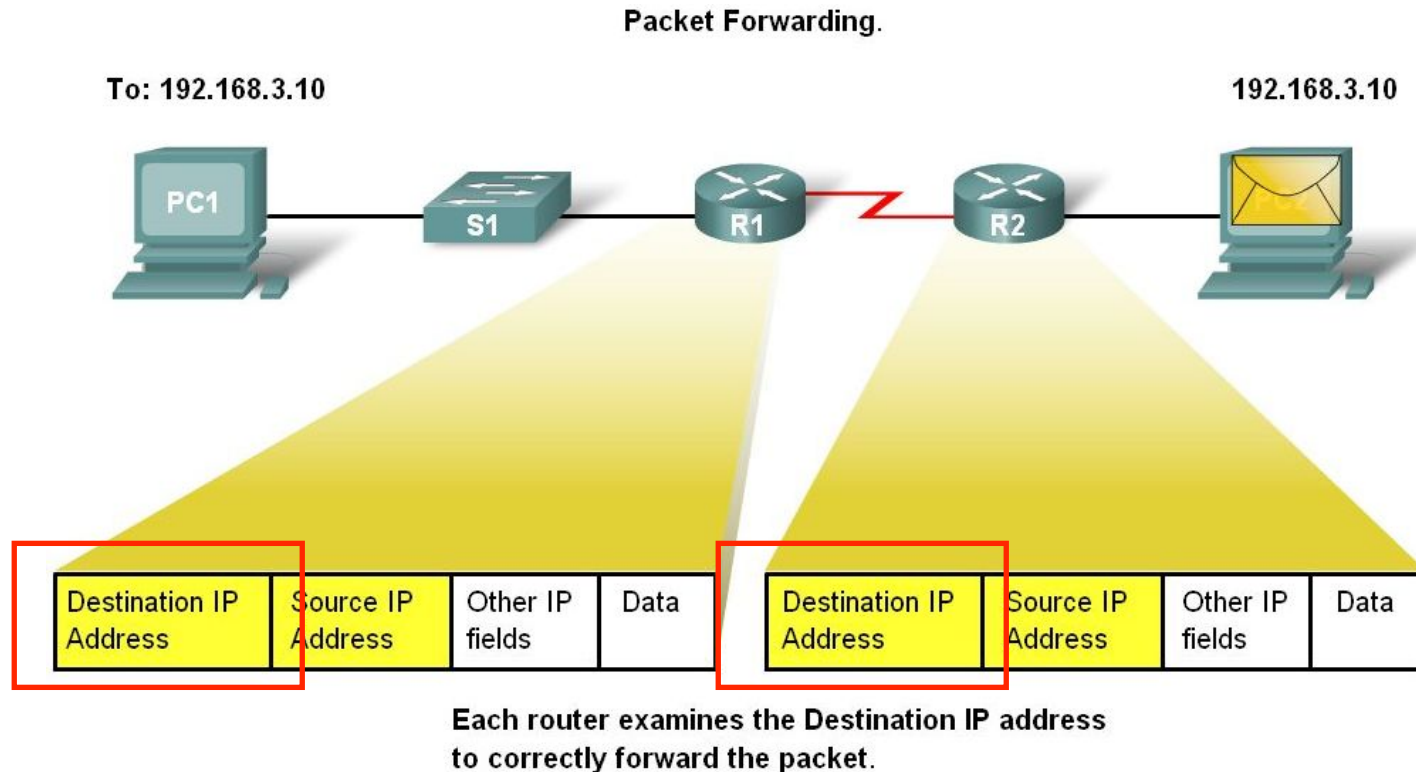 Packet Forwarding.
To: 192.168.3.10
192.168.3.10
PC1
S1
R1
R2
PC2
Destination IP
Address
Source IP
Address
Other IP
fields
Data
Destination IP
Address
Source IP
Address
Other IP
fields
Data
Each router examines the Destination IP address
to correctly forward the packet.